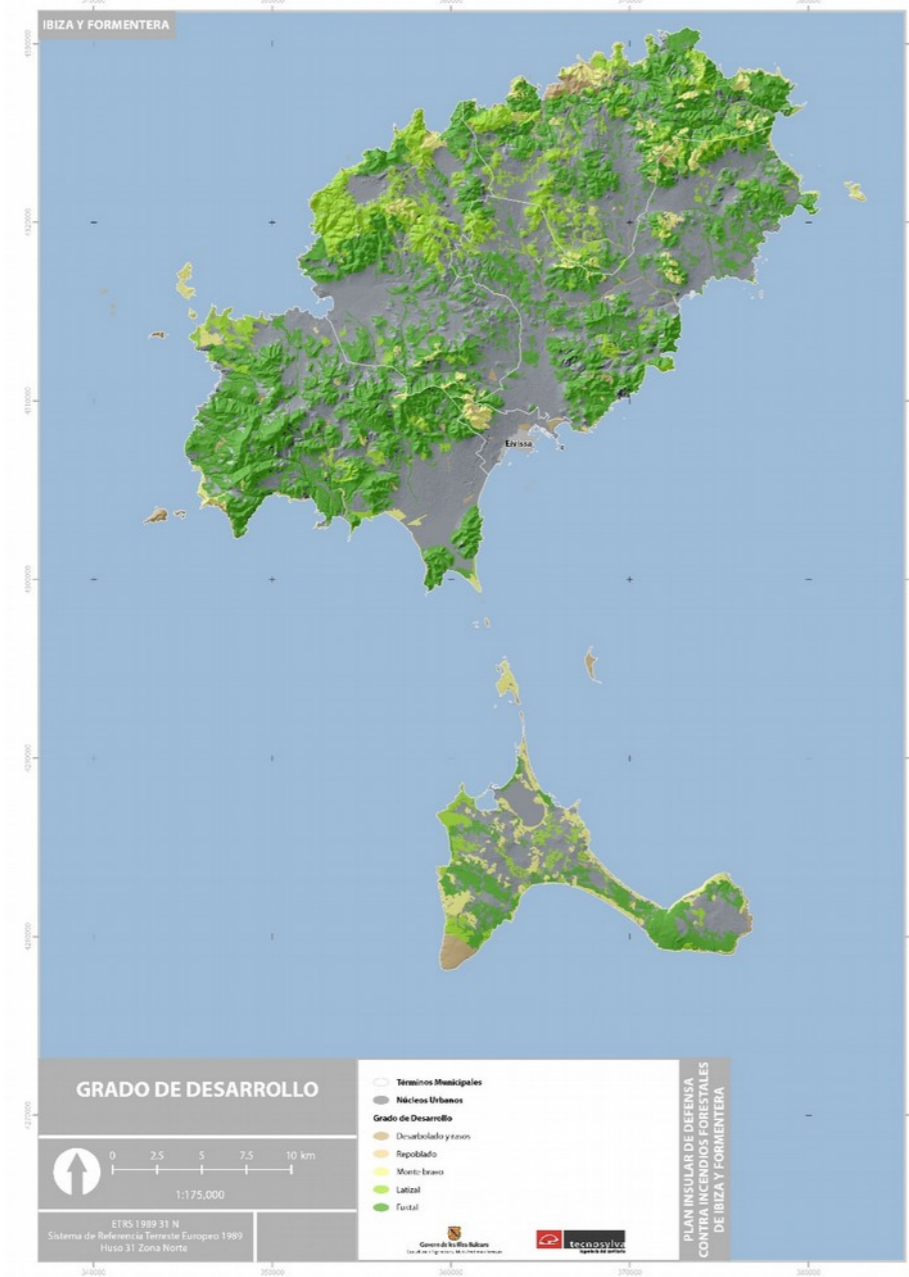 IBIZA Y FORMENTERA
Eivissa
GRADO DE DESARROLLO
0 2.5 5 7.5 10 km
1:175,000
ETRS 1989 31 N
Sistema de Referencia Terreste Europeo 1989
Huso 31 Zona Norte
Términos Municipales
Núcleos Urbanos
Grado de Desarrollo
Desarbolado y rasos
Repoblado
Monte bravo
Latizal
Fustal
Govern de les Illes Balears
tecnosylva
PLAN INSULAR DE DEFENSA
CONTRA INCENDIOS FORESTALES
DE IBIZA Y FORMENTERA